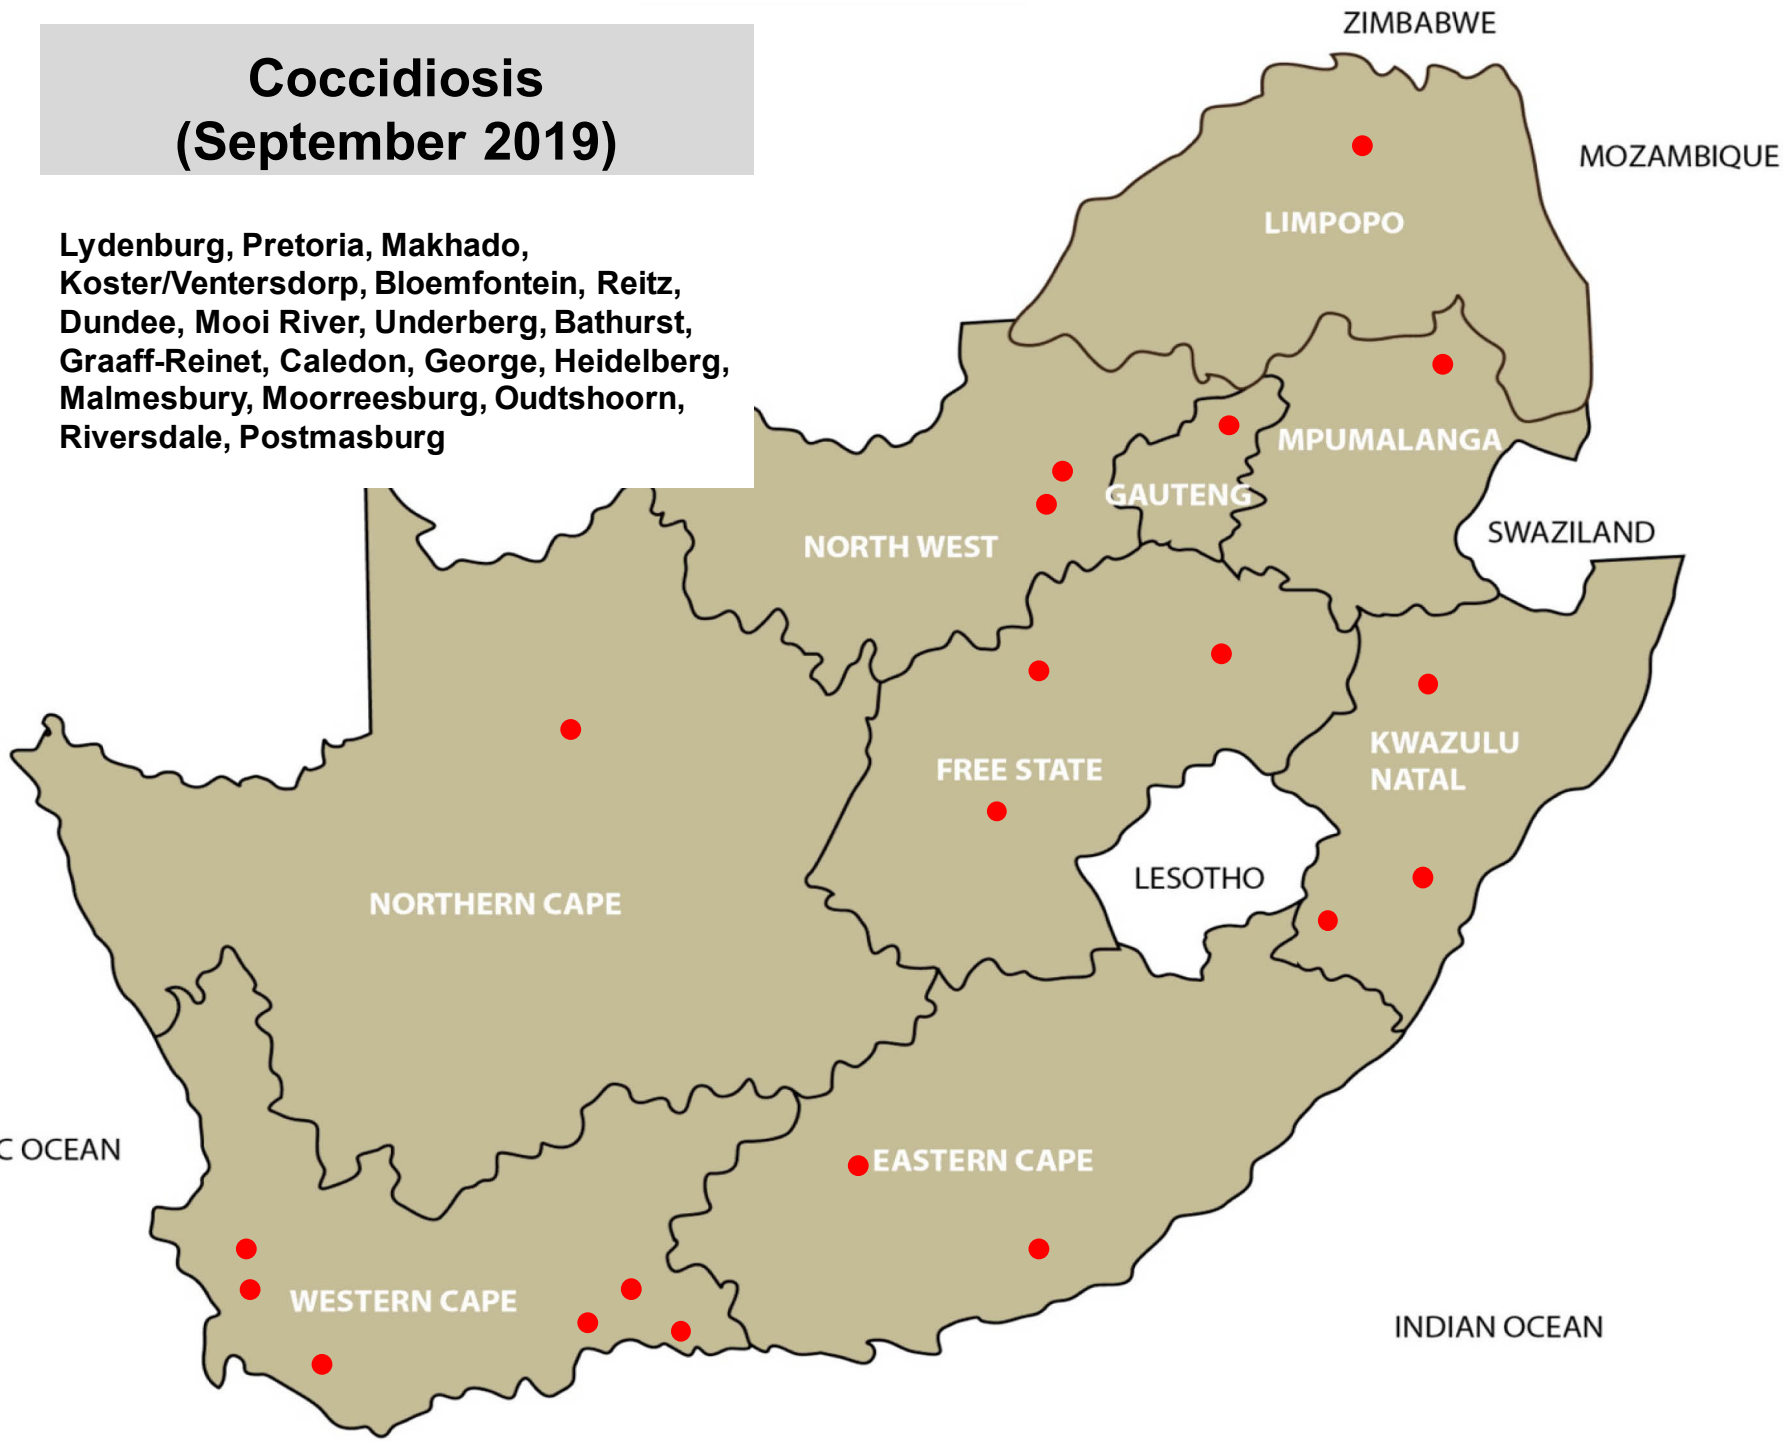 Coccidiosis
(September 2019)
Lydenburg, Pretoria, Makhado,
Koster/Ventersdorp, Bloemfontein, Reitz,
Dundee, Mooi River, Underberg, Bathurst,
Graaff-Reinet, Caledon, George, Heidelberg,
Malmesbury, Moorreesburg, Oudtshoorn,
Riversdale, Postmasburg
ZIMBABWE
MOZAMBIQUE
LIMPOPO
MPUMALANGA
GAUTENG
SWAZILAND
NORTH WEST
KWAZULU
NATAL
FREE STATE
LESOTHO
NORTHERN CAPE
C OCEAN
EASTERN CAPE
WESTERN CAPE
INDIAN OCEAN